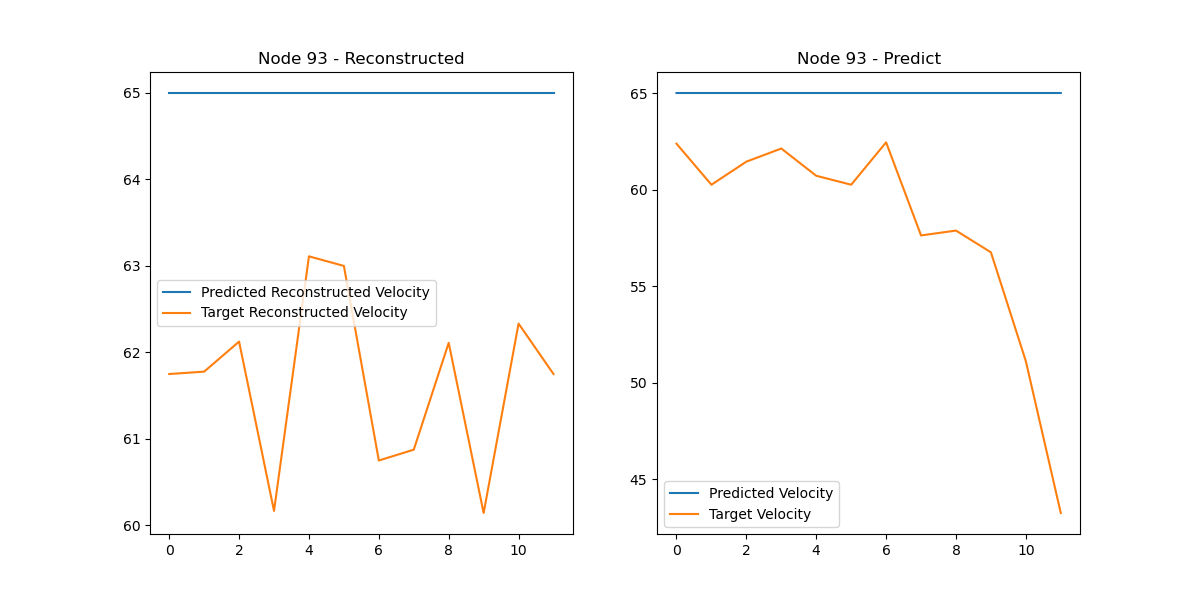 Node 93 - Reconstructed
65
64
63
62
61
60
0 2 4 6 8 10
Predicted Reconstructed Velocity
Target Reconstructed Velocity
Node 93 - Predict
65
60
55
50
45
0 2 4 6 8 10
Predicted Velocity
Target Velocity